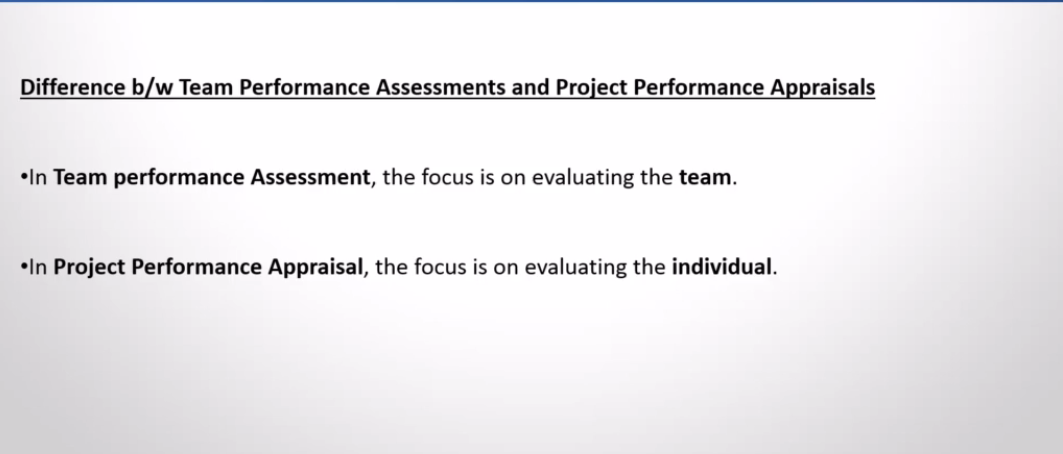 Difference b/w Team Performance Assessments and Project Performance Appraisals
•In Team performance Assessment, the focus is on evaluating the team.
•In Project Performance Appraisal, the focus is on evaluating the individual.